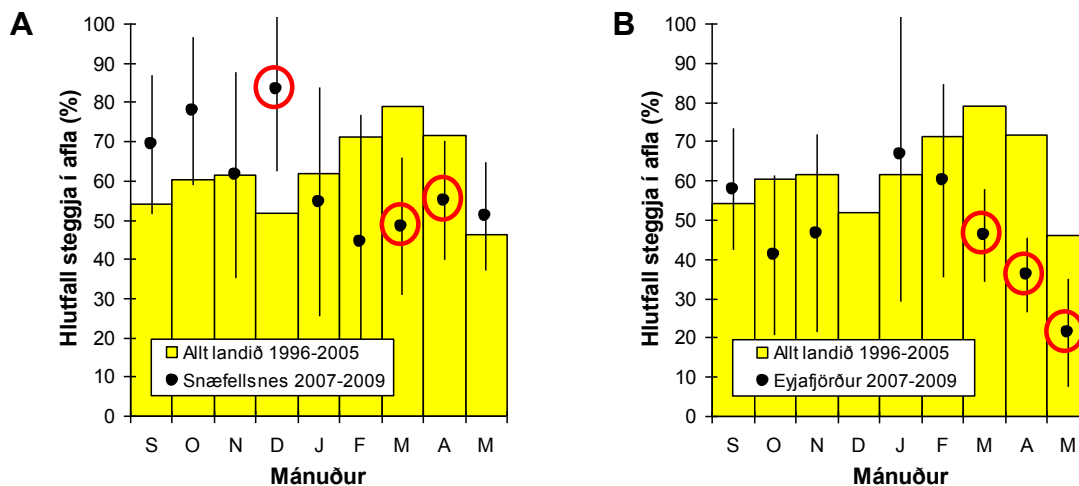 A
Hlutfall steggja í afla (%)
100
90
80
70
60
50
40
30
20
10
0
Allt landið 1996-2005
Snæfellsnes 2007-2009
S O N D J F M A M
Mánuður
B
Hlutfall steggja í afla (%)
100
90
80
70
60
50
40
30
20
10
0
Allt landið 1996-2005
Eyjafjörður 2007-2009
S O N D J F M A M
Mánuður